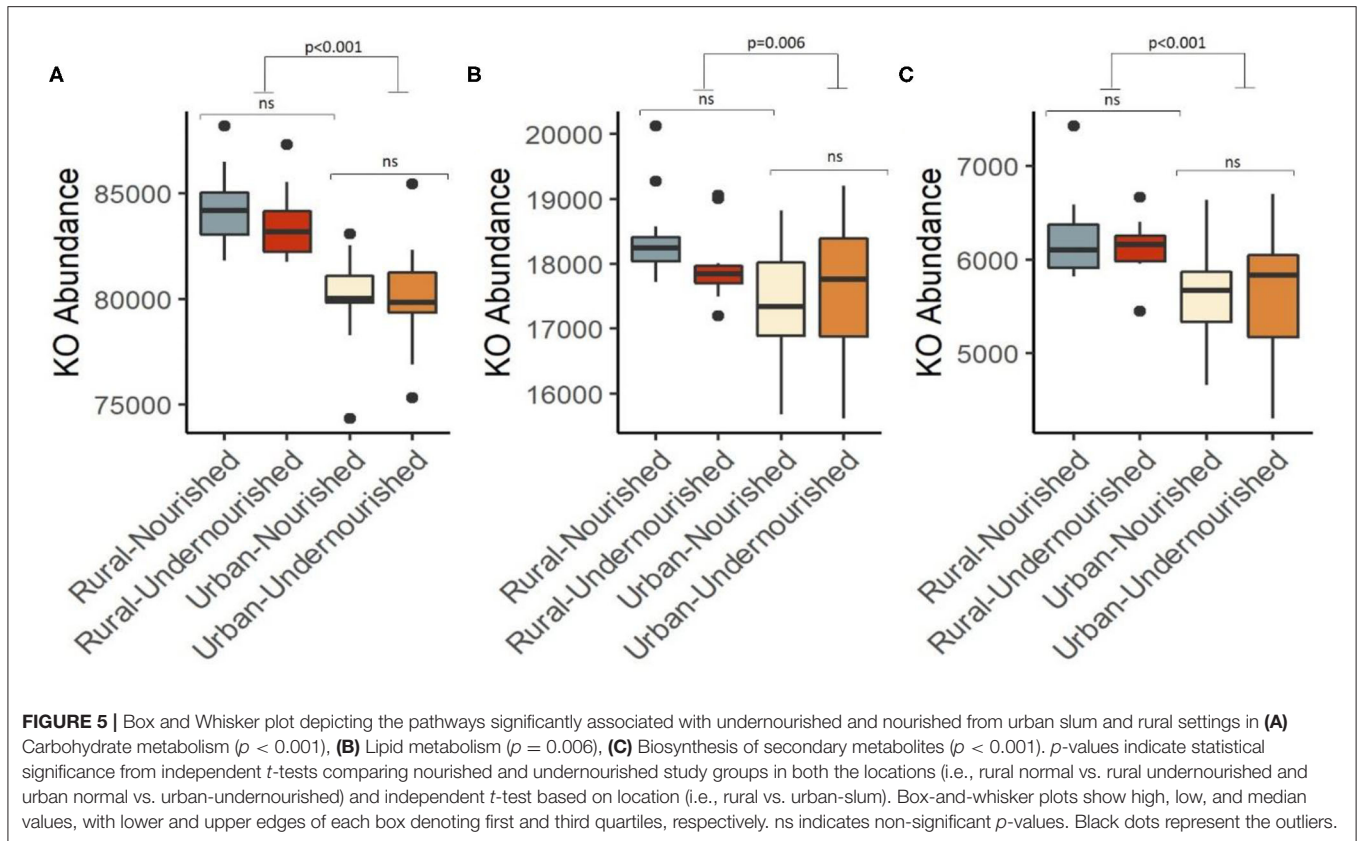 A
p<0.001
ns
ns
KO Abundance
85000
80000
75000
Rural-Nourished
Rural-Undernourished
Urban-Nourished
Urban-Undernourished
B
p=0.006
ns
ns
KO Abundance
20000
19000
18000
17000
16000
Rural-Nourished
Rural-Undernourished
Urban-Nourished
Urban-Undernourished
C
p<0.001
ns
ns
KO Abundance
7000
6000
5000
Rural-Nourished
Rural-Undernourished
Urban-Nourished
Urban-Undernourished
FIGURE 5 | Box and Whisker plot depicting the pathways significantly associated with undernourished and nourished from urban slum and rural settings in (A)
Carbohydrate metabolism (p < 0.001), (B) Lipid metabolism (p = 0.006), (C) Biosynthesis of secondary metabolites (p < 0.001). p-values indicate statistical
significance from independent t-tests comparing nourished and undernourished study groups in both the locations (i.e., rural normal vs. rural undernourished and
urban normal vs. urban-undernourished) and independent t-test based on location (i.e., rural vs. urban-slum). Box-and-whisker plots show high, low, and median
values, with lower and upper edges of each box denoting first and third quartiles, respectively. ns indicates non-significant p-values. Black dots represent the outliers.